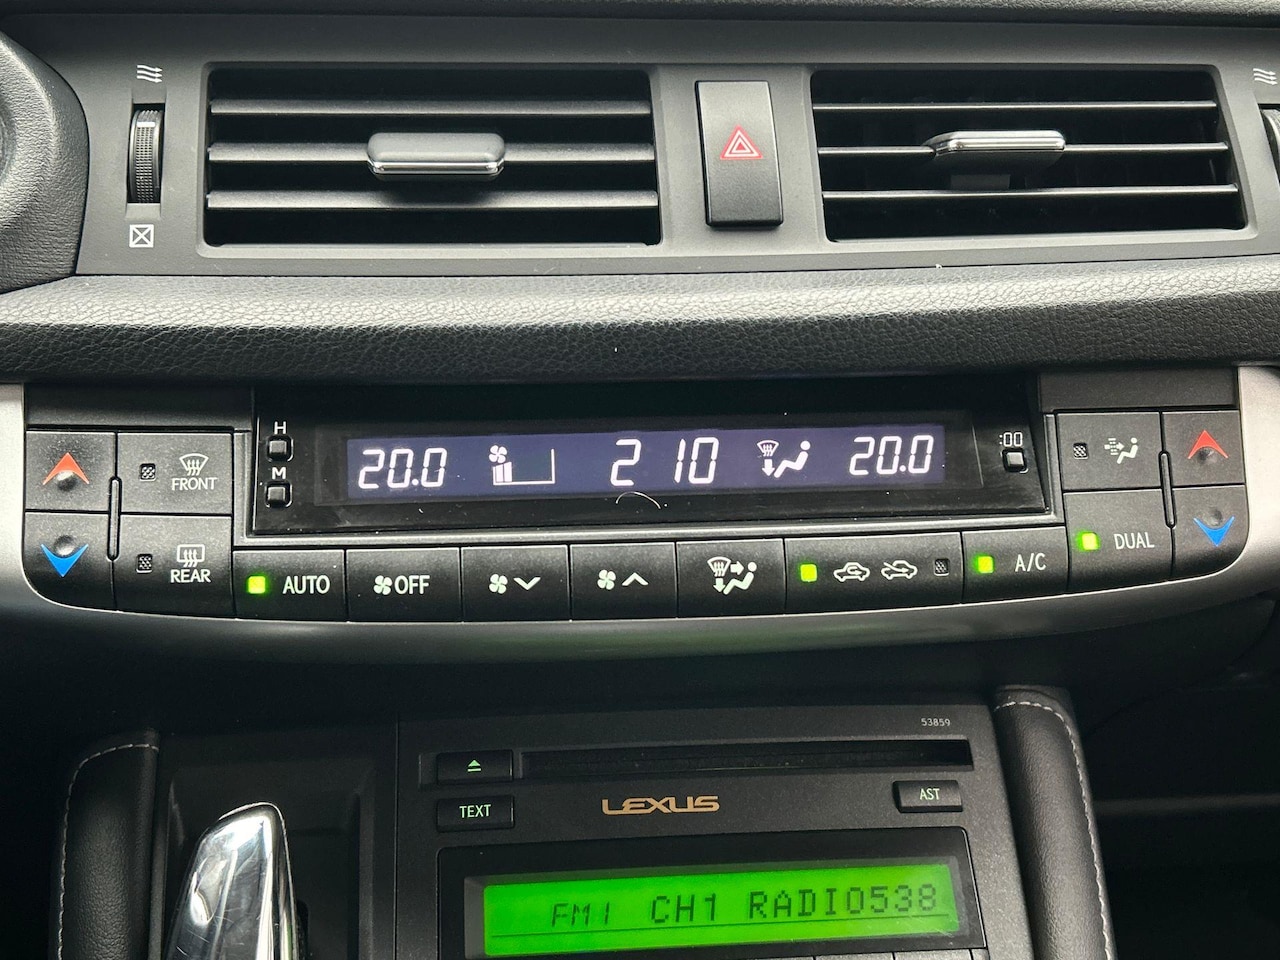 H
M
:00
20.0
2 10
20.0
FRONT
REAR
AUTO
OFF
A/C
DUAL
53859
TEXT
LEXUS
AST
FM1 CH1 RADIO538